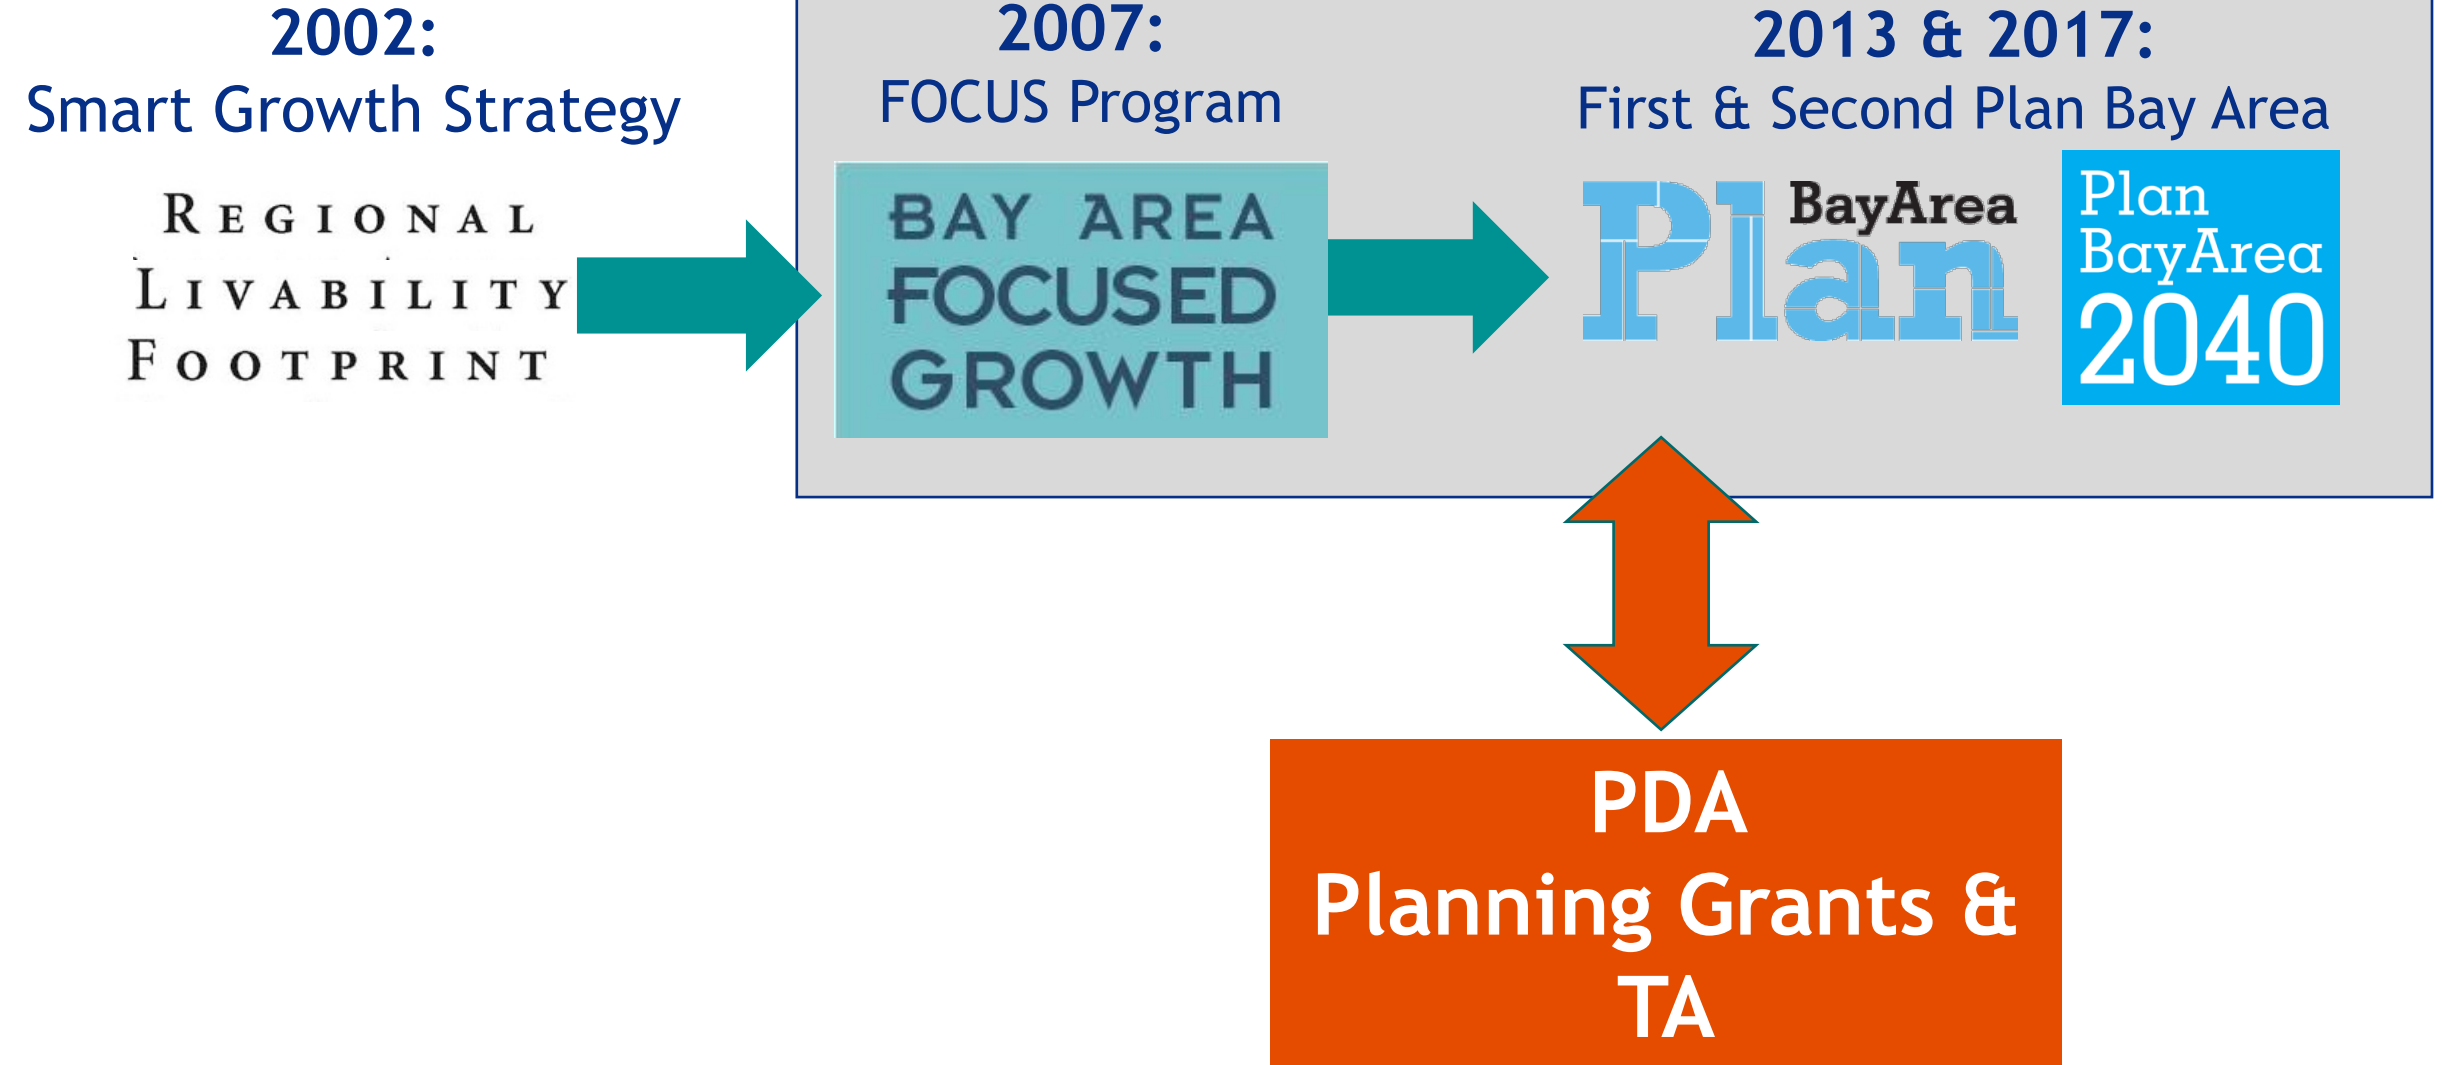 2002:
Smart Growth Strategy
REGIONAL
LIVABILITY
FOOTPRINT
2007:
FOCUS Program
BAY AREA
FOCUSED
GROWTH
2013 & 2017:
First & Second Plan Bay Area
BayArea
Plan
Plan
BayArea
2040
PDA
Planning Grants &
TA